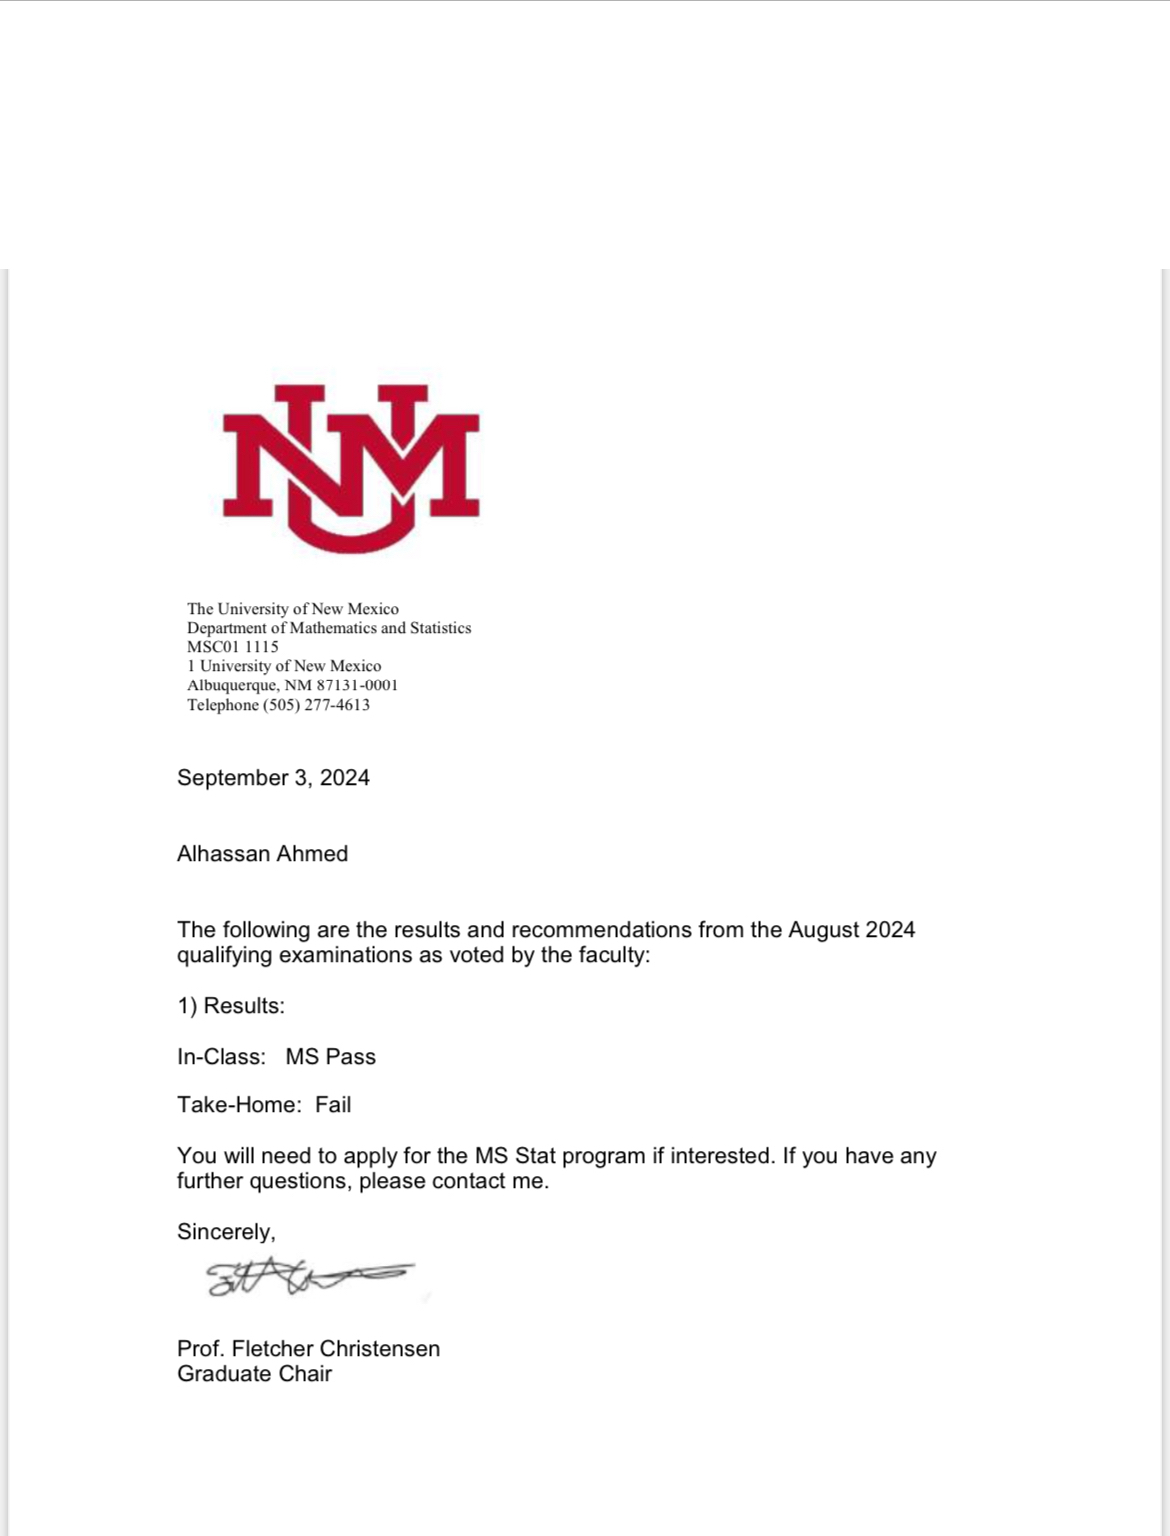 UNM
The University of New Mexico
Department of Mathematics and Statistics
MSC01 1115
1 University of New Mexico
Albuquerque, NM 87131-0001
Telephone (505) 277-4613
September 3, 2024
Alhassan Ahmed
The following are the results and recommendations from the August 2024
qualifying examinations as voted by the faculty:
1) Results:
In-Class: MS Pass
Take-Home: Fail
You will need to apply for the MS Stat program if interested. If you have any
further questions, please contact me.
Sincerely,
Prof. Fletcher Christensen
Graduate Chair